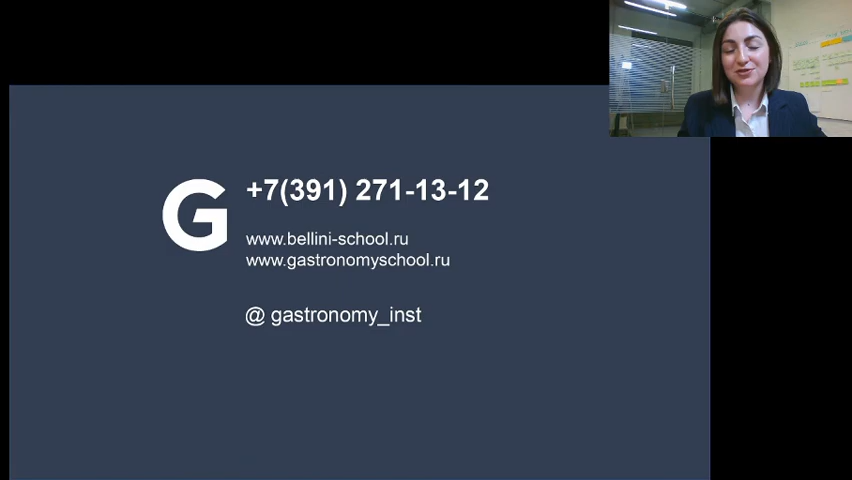 G
+7(391) 271-13-12
www.bellini-school.ru
www.gastronomyschool.ru
@ gastronomy_inst